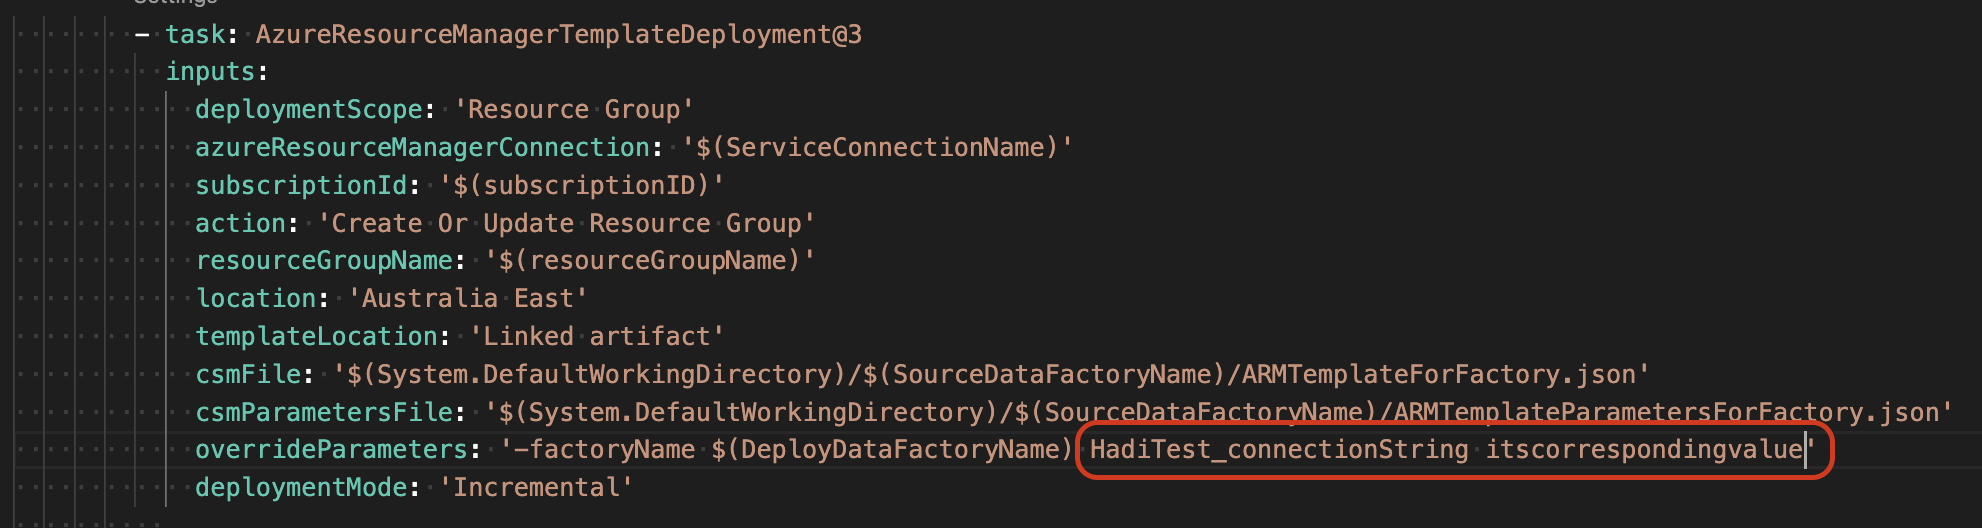 Settings
- task: AzureResourceManagerTemplateDeployment@3
inputs:
deploymentScope: 'Resource Group'
azureResourceManagerConnection: '$(ServiceConnectionName)'
subscriptionId: '$(subscriptionID)'
action: 'Create Or Update Resource Group'
resourceGroupName: '$(resourceGroupName)'
location: 'Australia East'
templateLocation: 'Linked artifact'
csmFile: '$(System.DefaultWorkingDirectory)/$(SourceDataFactoryName)/ARMTemplateForFactory.json'
csmParametersFile: '$(System.DefaultWorkingDirectory)/$(SourceDataFactoryName)/ARMTemplateParametersForFactory.json'
overrideParameters: '-factoryName $(DeployDataFactoryName) HadiTest_connectionString itscorrespondingvalue'
deploymentMode: 'Incremental'